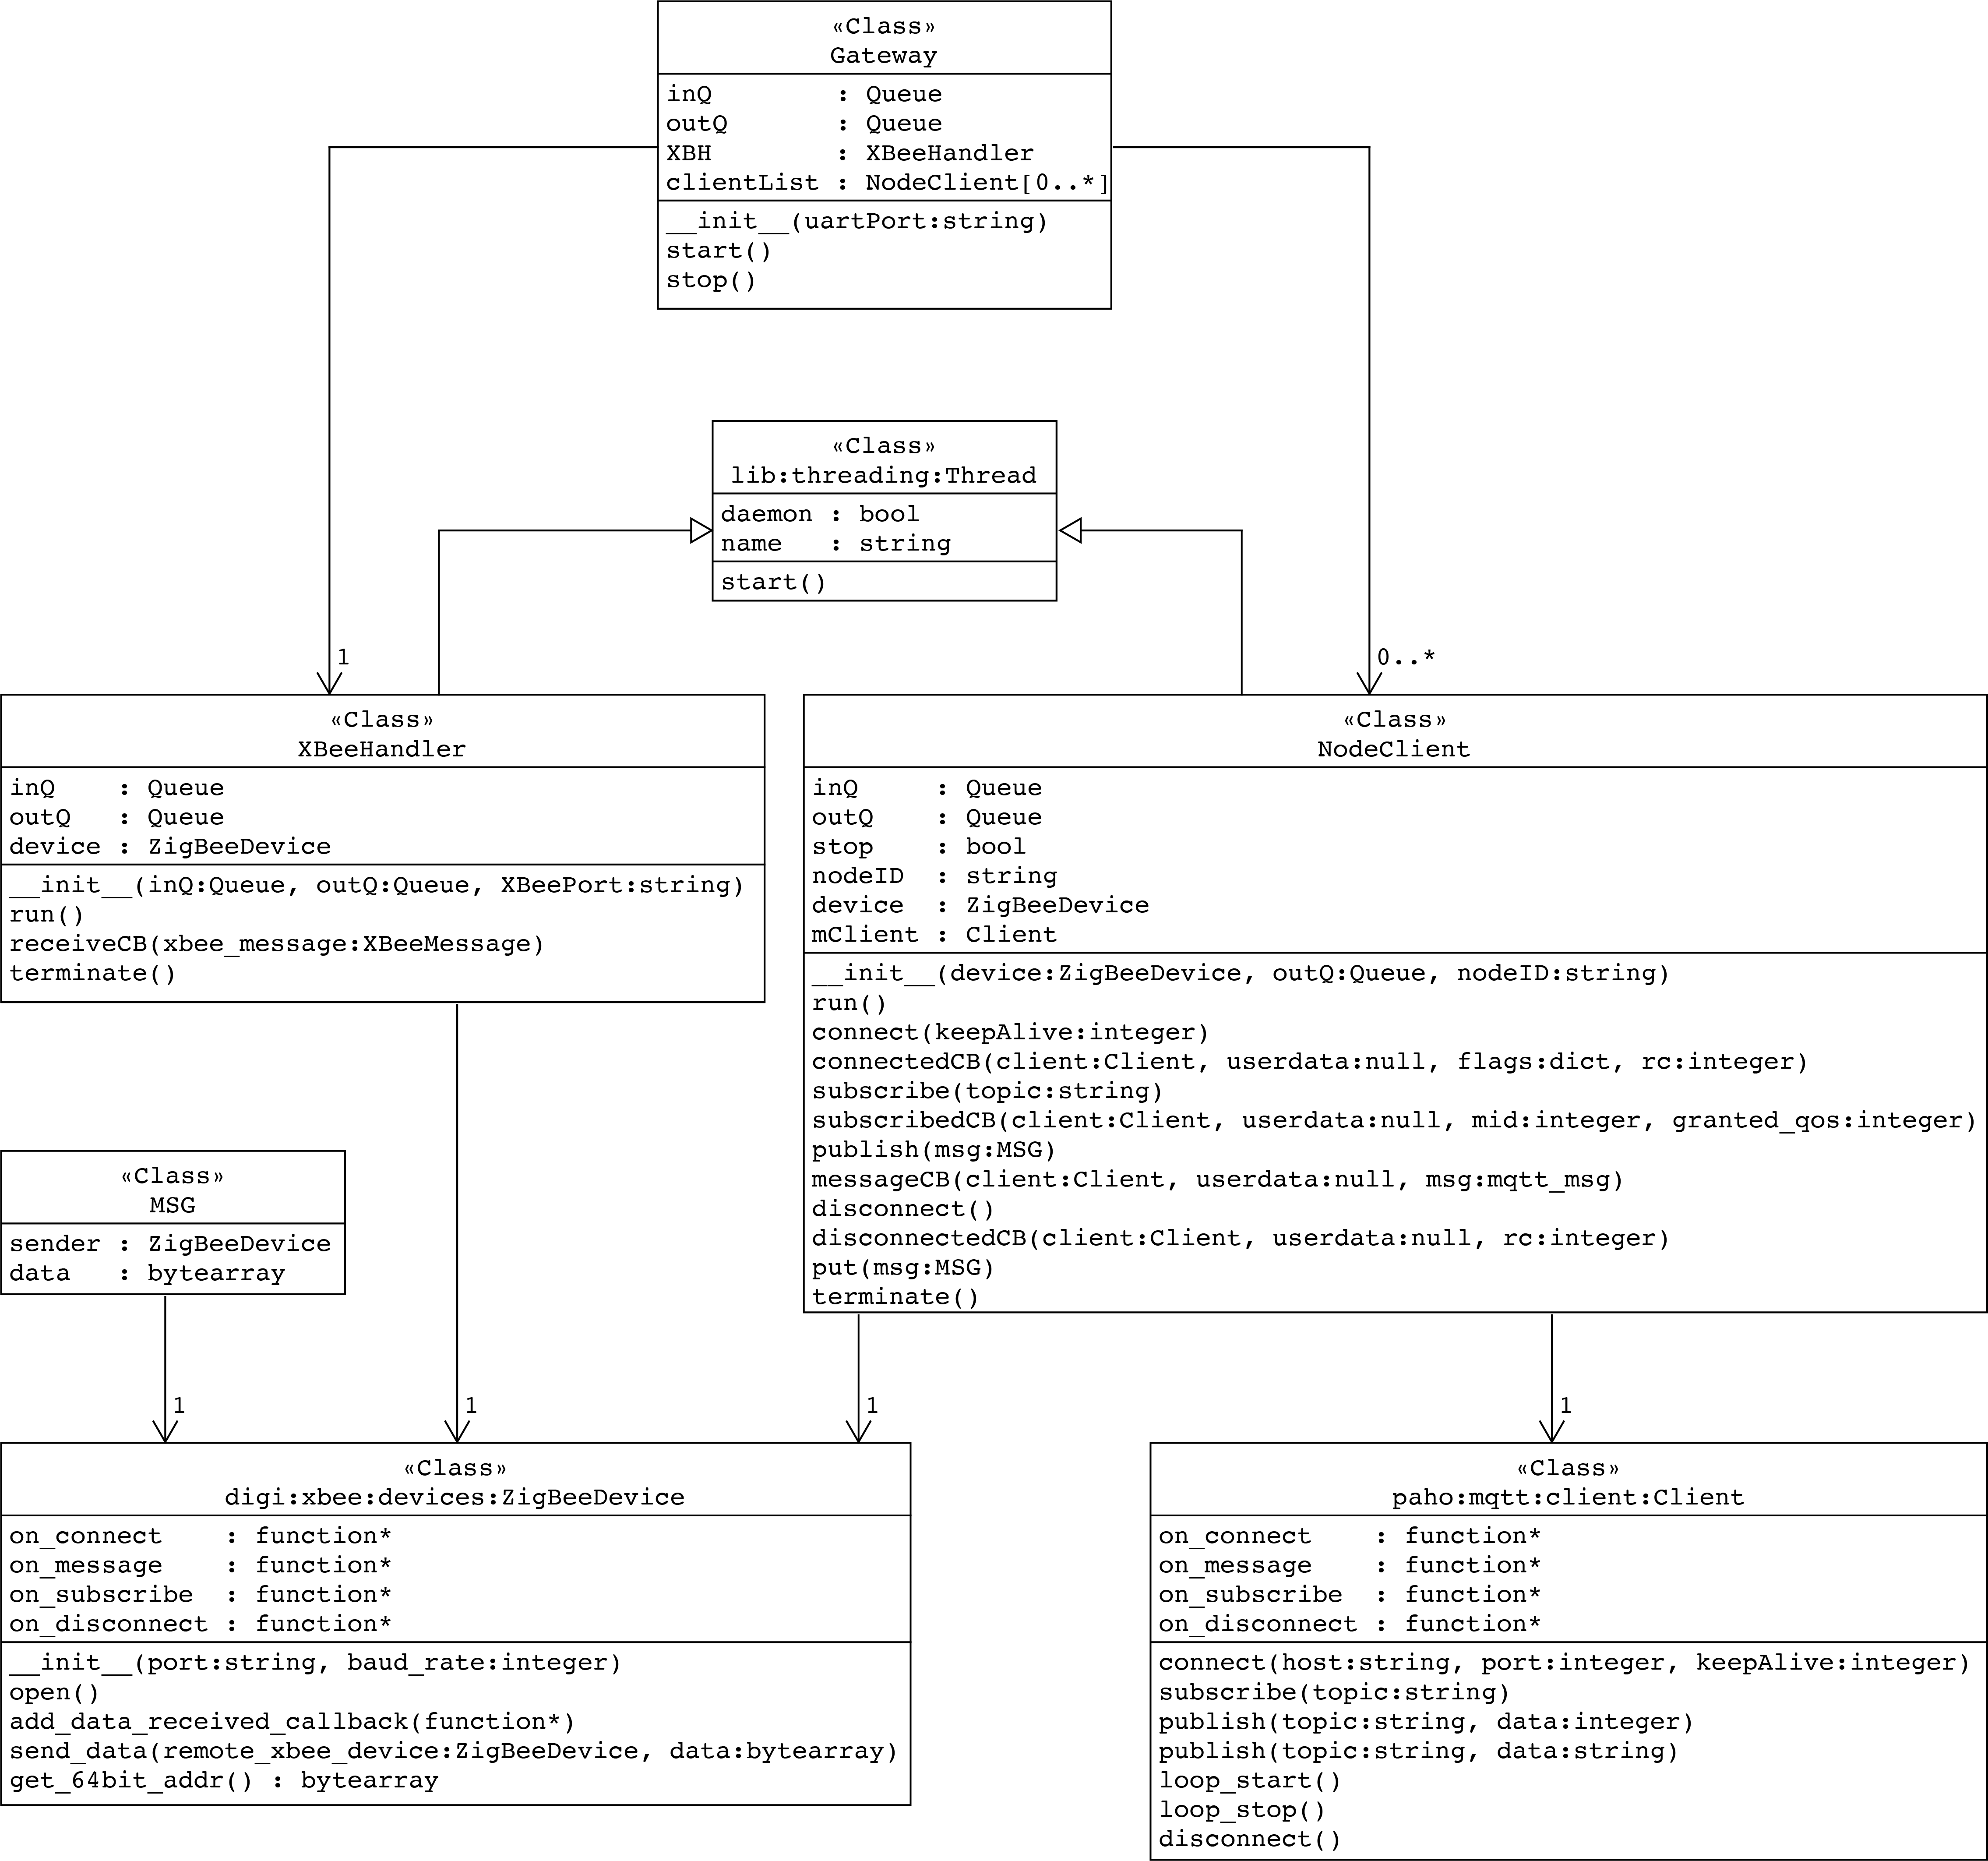 «Class»
Gateway
inQ : Queue
outQ : Queue
XBH : XBeeHandler
clientList : NodeClient[0..*]
__init__(uartPort:string)
start()
stop()
«Class»
lib:threading:Thread
daemon : bool
name : string
start()
1
0..*
«Class»
XBeeHandler
inQ : Queue
outQ : Queue
device : ZigBeeDevice
__init__(inQ:Queue, outQ:Queue, XBeePort:string)
run()
receiveCB(xbee_message:XBeeMessage)
terminate()
«Class»
NodeClient
inQ : Queue
outQ : Queue
stop : bool
nodeID : string
device : ZigBeeDevice
mClient : Client
__init__(device:ZigBeeDevice, outQ:Queue, nodeID:string)
run()
connect(keepAlive:integer)
connectedCB(client:Client, userdata:null, flags:dict, rc:integer)
subscribe(topic:string)
subscribedCB(client:Client, userdata:null, mid:integer, granted_qos:integer)
publish(msg:MSG)
messageCB(client:Client, userdata:null, msg:mqtt_msg)
disconnect()
disconnectedCB(client:Client, userdata:null, rc:integer)
put(msg:MSG)
terminate()
«Class»
MSG
sender : ZigBeeDevice
data : bytearray
1
1
1
1
«Class»
digi:xbee:devices:ZigBeeDevice
on_connect : function*
on_message : function*
on_subscribe : function*
on_disconnect : function*
__init__(port:string, baud_rate:integer)
open()
add_data_received_callback(function*)
send_data(remote_xbee_device:ZigBeeDevice, data:bytearray)
get_64bit_addr() : bytearray
«Class»
paho:mqtt:client:Client
on_connect : function*
on_message : function*
on_subscribe : function*
on_disconnect : function*
connect(host:string, port:integer, keepAlive:integer)
subscribe(topic:string)
publish(topic:string, data:integer)
publish(topic:string, data:string)
loop_start()
loop_stop()
disconnect()